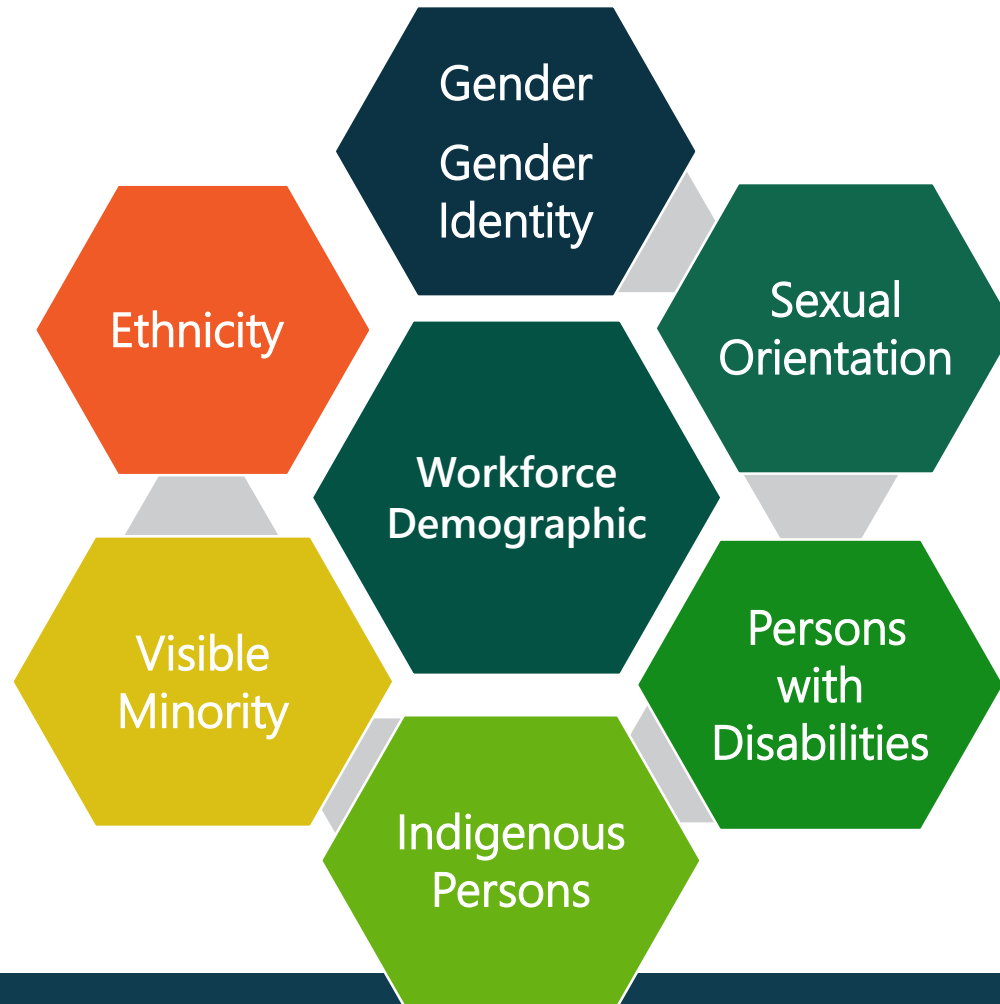 Gender
Gender
Identity
Sexual
Orientation
Ethnicity
Workforce
Demographic
Persons
with
Disabilities
Visible
Minority
Indigenous
Persons